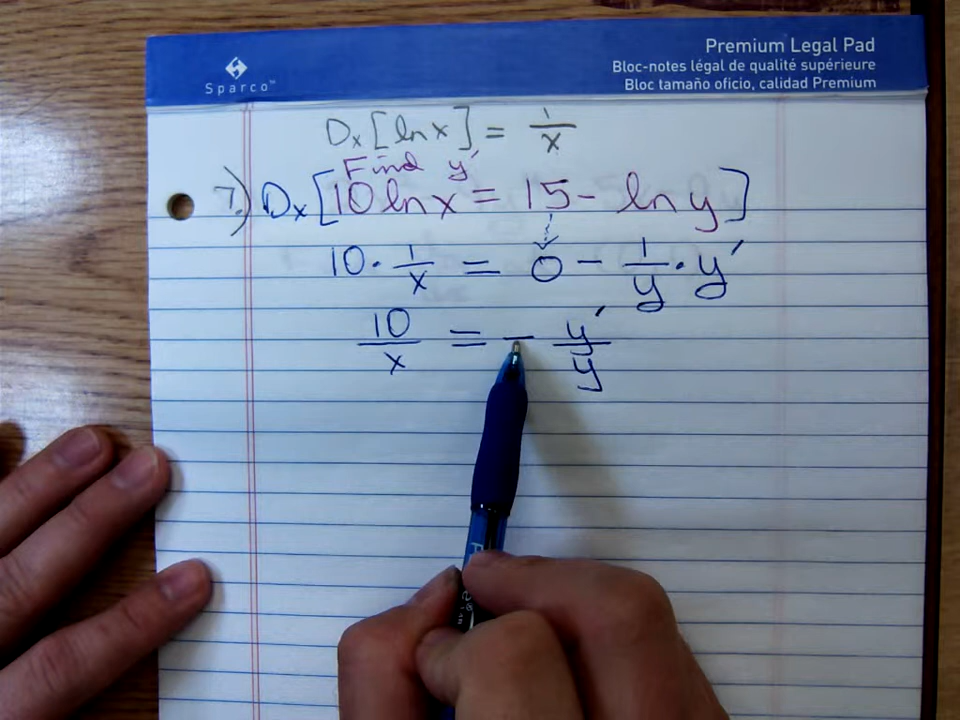 Sparco™
Premium Legal Pad
Bloc-notes légal de qualité supérieure
Bloc tamaño oficio, calidad Premium
Dx[ln x] = 1/x
Find y'
7.) Dx[10 ln x = 15 - ln y]
10 · 1/x = 0 - 1/y · y'
10/x = - y'/y